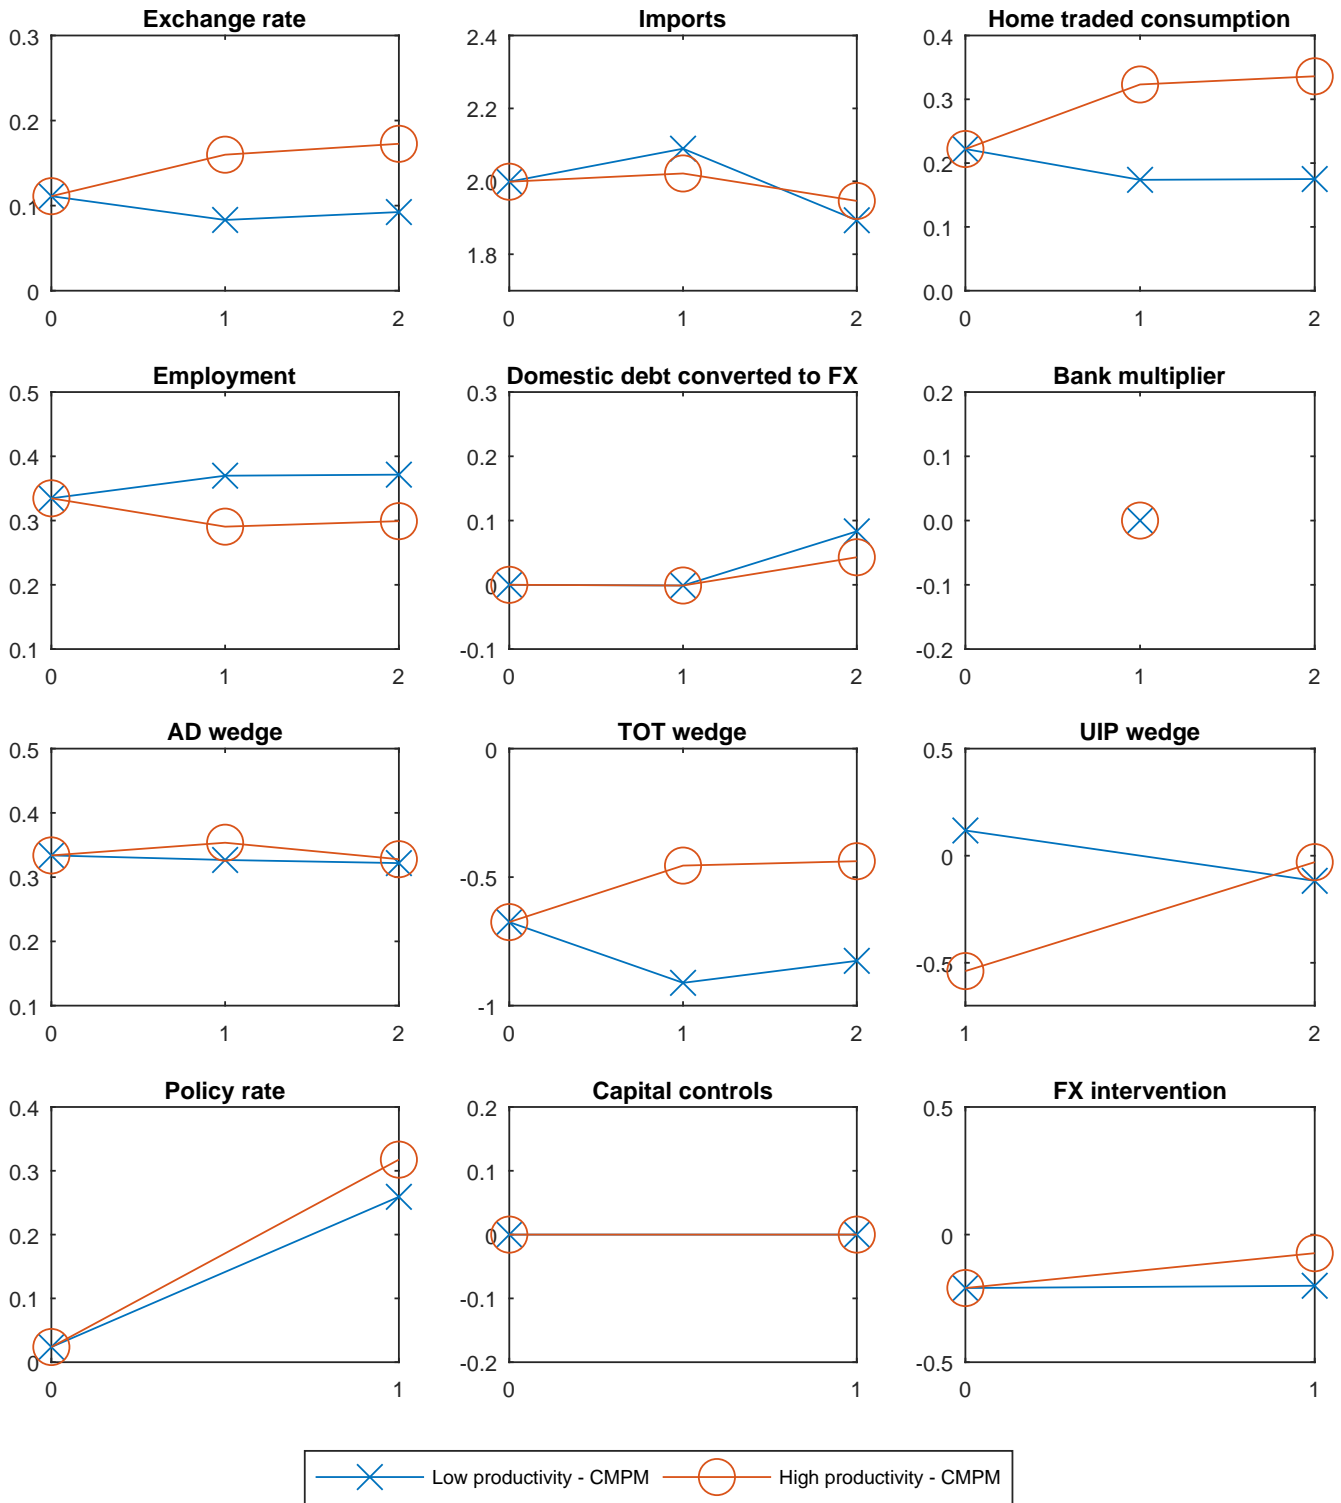 Exchange rate Imports Home traded consumption
0.3 2.4 0.4
0.2 2.2 0.3
0.1 2.0 0.2
1.8 0.1
0 0.0
0 1 2 0 1 2 0 1 2
Employment Domestic debt converted to FX Bank multiplier
0.5 0.3 0.2
0.4 0.2 0.1
0.3 0.1 0.0
0.2 0 -0.1
0.1 -0.1 -0.2
0 1 2 0 1 2 0 1 2
AD wedge TOT wedge UIP wedge
0.5 0 0.5
0.4 0
0.3 -0.5
0.2 -0.5
0.1 -1
0 1 2 0 1 2 1 2
Policy rate Capital controls FX intervention
0.4 0.2 0.5
0.3 0.1
0.2 0 0
0.1 -0.1
0 -0.2 -0.5
0 1 0 1 0 1
Low productivity - CMPM High productivity - CMPM